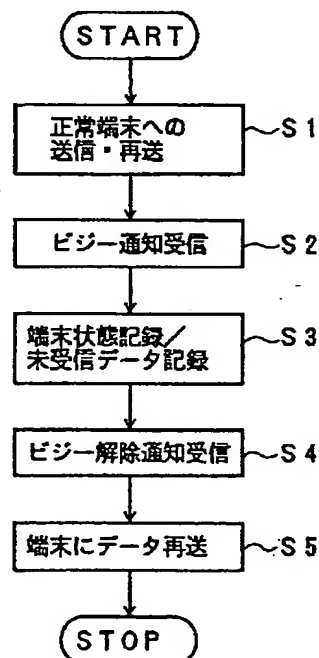 START
正常端末への
送信・再送
～S1
ビジー通知受信
～S2
端末状態記録／
未受信データ記録
～S3
ビジー解除通知受信
～S4
端末にデータ再送
～S5
STOP